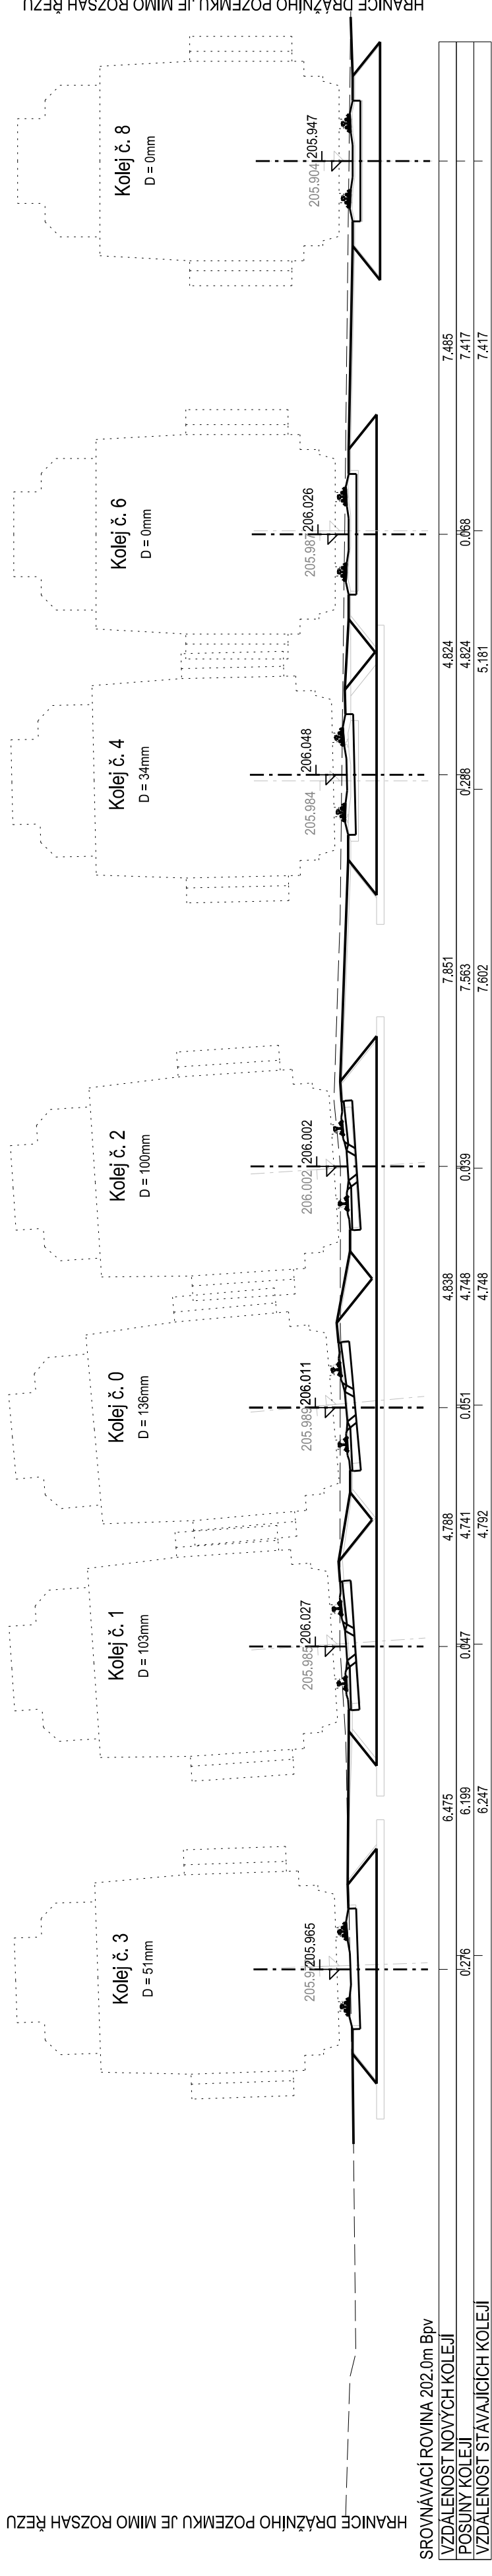 HRANICE DRÁŽNÍHO POZEMKU JE MIMO ROZSAH ŘEZU
Kolej č. 3
D = 51mm
205.965
Kolej č. 1
D = 103mm
205.985 206.027
Kolej č. 0
D = 136mm
205.989 206.011
Kolej č. 2
D = 100mm
206.002 206.002
Kolej č. 4
D = 34mm
205.984 206.048
Kolej č. 6
D = 0mm
205.987 206.026
Kolej č. 8
D = 0mm
205.904 205.947
HRANICE DRÁŽNÍHO POZEMKU JE MIMO ROZSAH ŘEZU
SROVNÁVACÍ ROVINA 202.0m Bpv
VZDÁLENOST NOVÝCH KOLEJÍ 6.475 4.788 4.838 7.851 4.824 7.485
POSUNY KOLEJÍ 0.276 6.199 0.047 4.741 0.051 4.748 0.039 7.563 0.288 4.824 0.068 7.417
VZDÁLENOST STÁVAJÍCÍCH KOLEJÍ 6.247 4.792 4.748 7.602 5.181 7.417